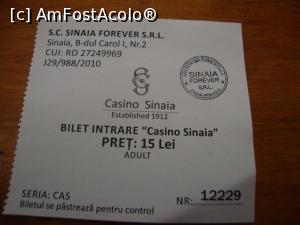 [c] AmFostAcolo®
S.C. SINAIA FOREVER S.R.L.
Sinaia, B-dul Carol I, Nr.2
CUI: RO 27249969
J29/988/2010
SINAIA
FOREVER
S.R.L.
Casino Sinaia
Established 1912
BILET INTRARE “Casino Sinaia”
PREȚ: 15 Lei
ADULT
SERIA: CAS
NR: 12229
Biletul se păstrează pentru control